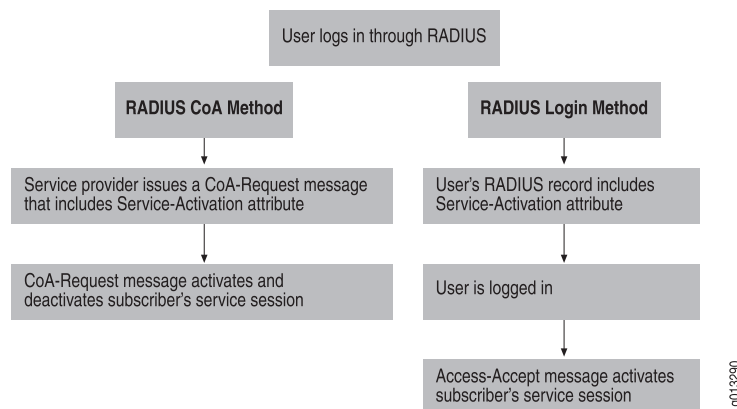 User logs in through RADIUS
RADIUS CoA Method
Service provider issues a CoA-Request message
that includes Service-Activation attribute
CoA-Request message activates and
deactivates subscriber's service session
RADIUS Login Method
User's RADIUS record includes
Service-Activation attribute
User is logged in
Access-Accept message activates
subscriber's service session
g013290